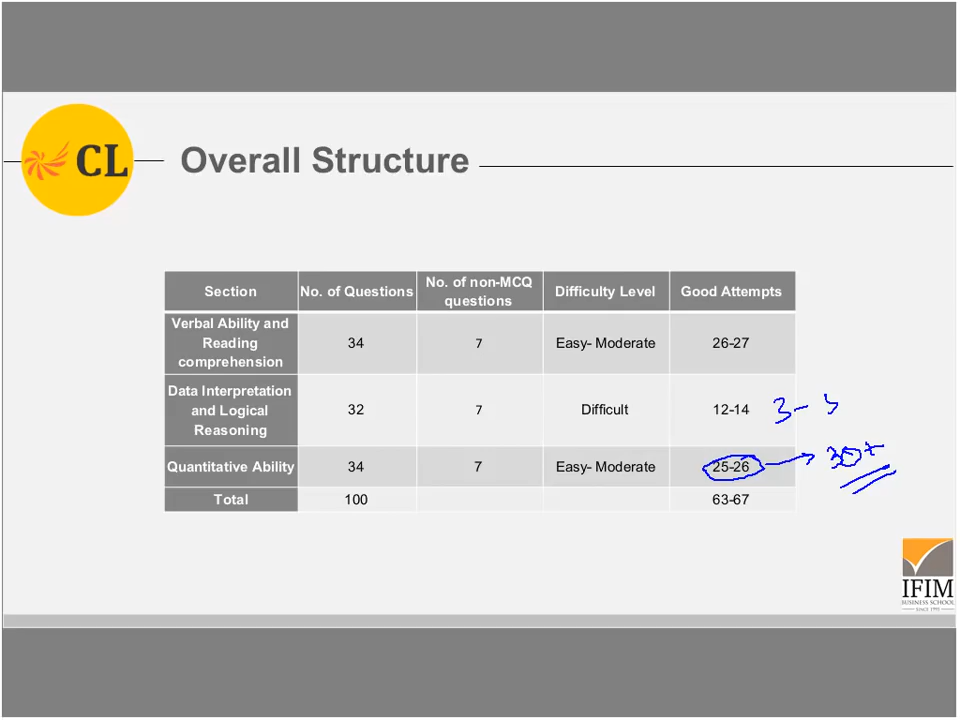 CL
Overall Structure
Section No. of Questions No. of non-MCQ questions Difficulty Level Good Attempts
Verbal Ability and Reading comprehension 34 7 Easy- Moderate 26-27
Data Interpretation and Logical Reasoning 32 7 Difficult 12-14
Quantitative Ability 34 7 Easy- Moderate 25-26 30+
Total 100 63-67
IFIM
BUSINESS SCHOOL
SINCE 1995